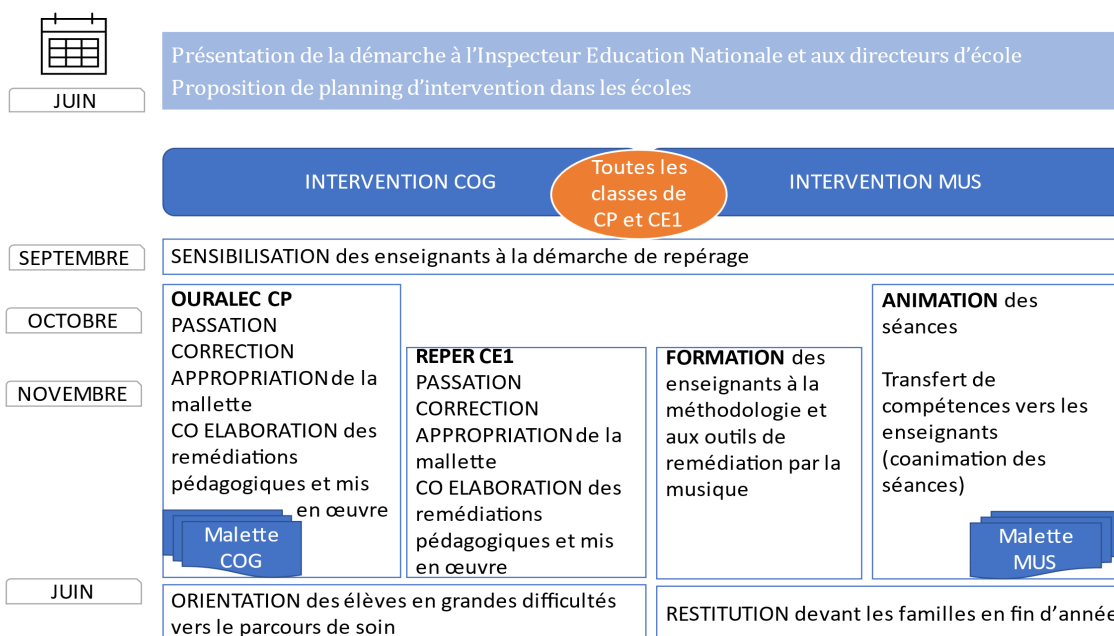 JUIN
Présentation de la démarche à l'Inspecteur Education Nationale et aux directeurs d'école
Proposition de planning d'intervention dans les écoles
INTERVENTION COG
Toutes les
classes de
CP et CE1
INTERVENTION MUS
SEPTEMBRE
SENSIBILISATION des enseignants à la démarche de repérage
OCTOBRE
NOVEMBRE
OURALEC CP
PASSATION
CORRECTION
APPROPRIATION de la
mallette
CO ELABORATION des
remédiations
pédagogiques et mis
en œuvre
Malette
COG
REPER CE1
PASSATION
CORRECTION
APPROPRIATION de la
mallette
CO ELABORATION des
remédiations
pédagogiques et mis
en œuvre
FORMATION des
enseignants à la
méthodologie et
aux outils de
remédiation par la
musique
ANIMATION des
séances
Transfert de
compétences vers les
enseignants
(coanimation des
séances)
Malette
MUS
JUIN
ORIENTATION des élèves en grandes difficultés
vers le parcours de soin
RESTITUTION devant les familles en fin d'année